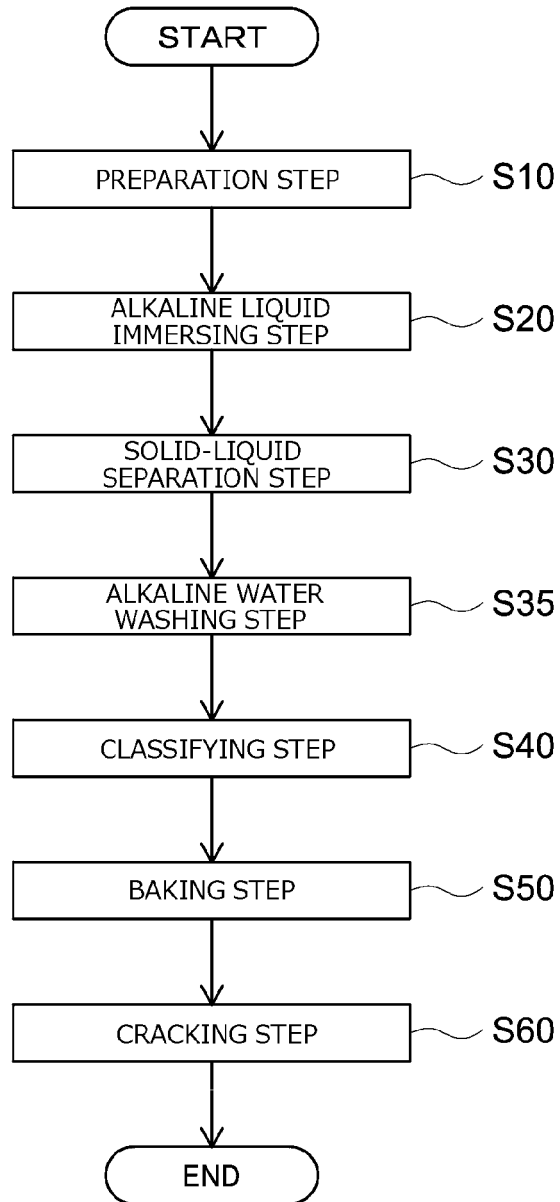 START
PREPARATION STEP
S10
ALKALINE LIQUID
IMMERSING STEP
S20
SOLID-LIQUID
SEPARATION STEP
S30
ALKALINE WATER
WASHING STEP
S35
CLASSIFYING STEP
S40
BAKING STEP
S50
CRACKING STEP
S60
END